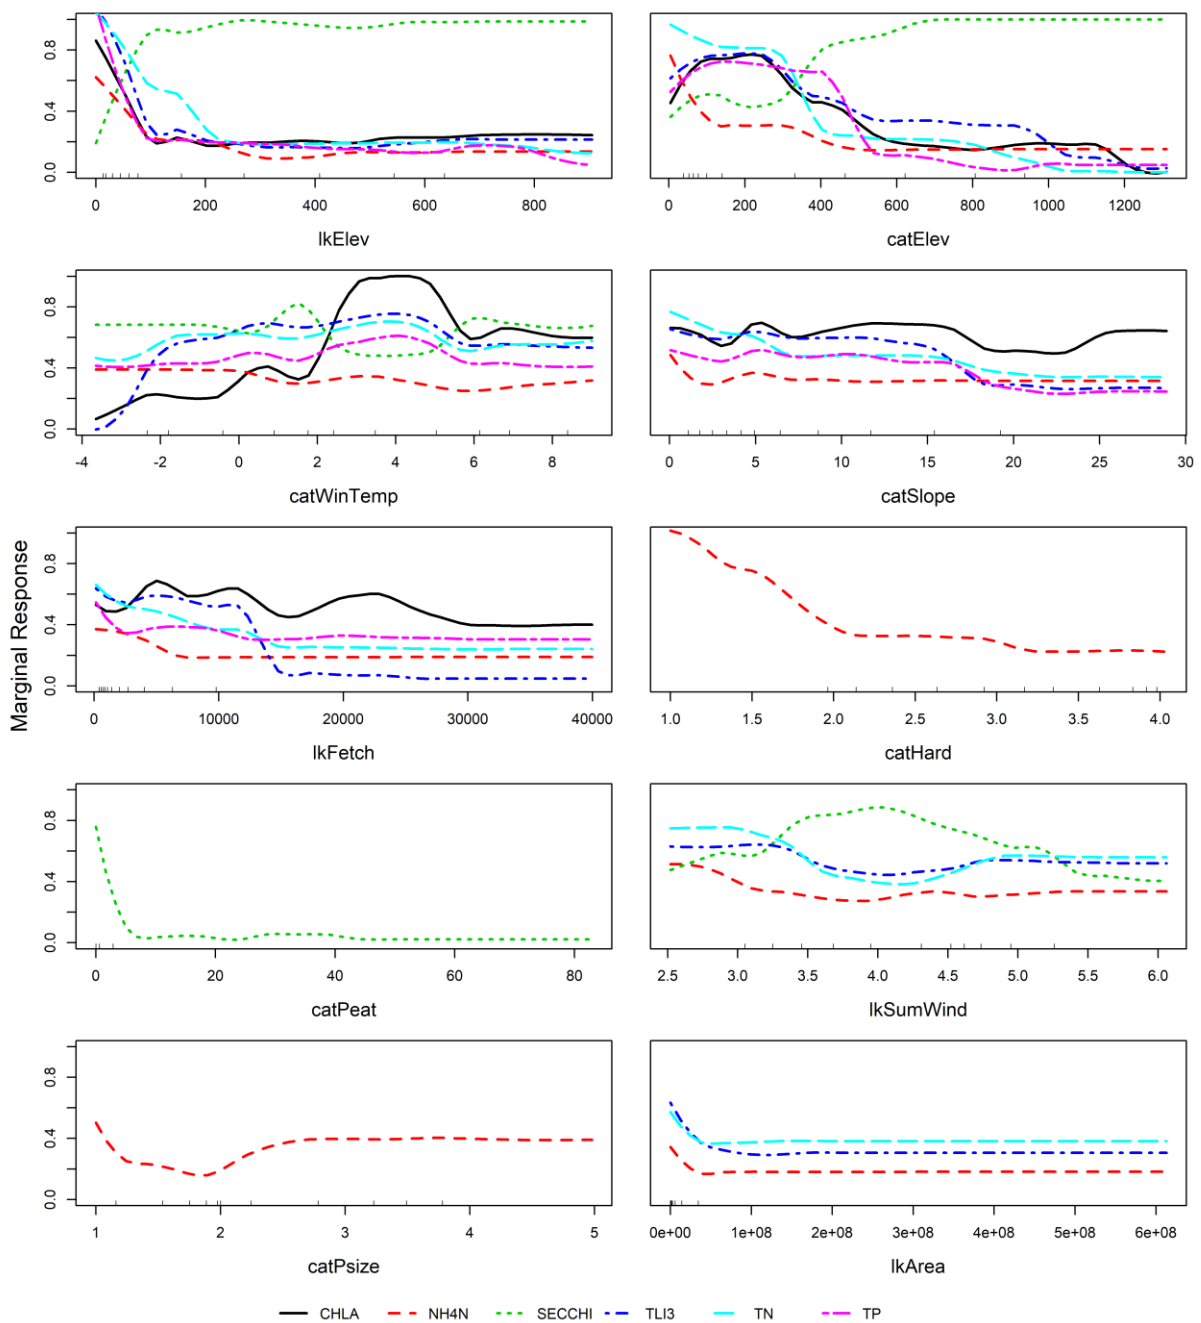 0.0 0.4 0.8
0 200 400 600 800
lkElev
0 200 400 600 800 1000 1200
catElev
0.0 0.4 0.8
-4 -2 0 2 4 6 8
catWinTemp
0 5 10 15 20 25 30
catSlope
Marginal Response
0.0 0.4 0.8
0 10000 20000 30000 40000
lkFetch
1.0 1.5 2.0 2.5 3.0 3.5 4.0
catHard
0.0 0.4 0.8
0 20 40 60 80
catPeat
2.5 3.0 3.5 4.0 4.5 5.0 5.5 6.0
lkSumWind
0.0 0.4 0.8
1 2 3 4 5
catPsize
0e+00 1e+08 2e+08 3e+08 4e+08 5e+08 6e+08
lkArea
CHLA NH4N SECCHI TLI3 TN TP